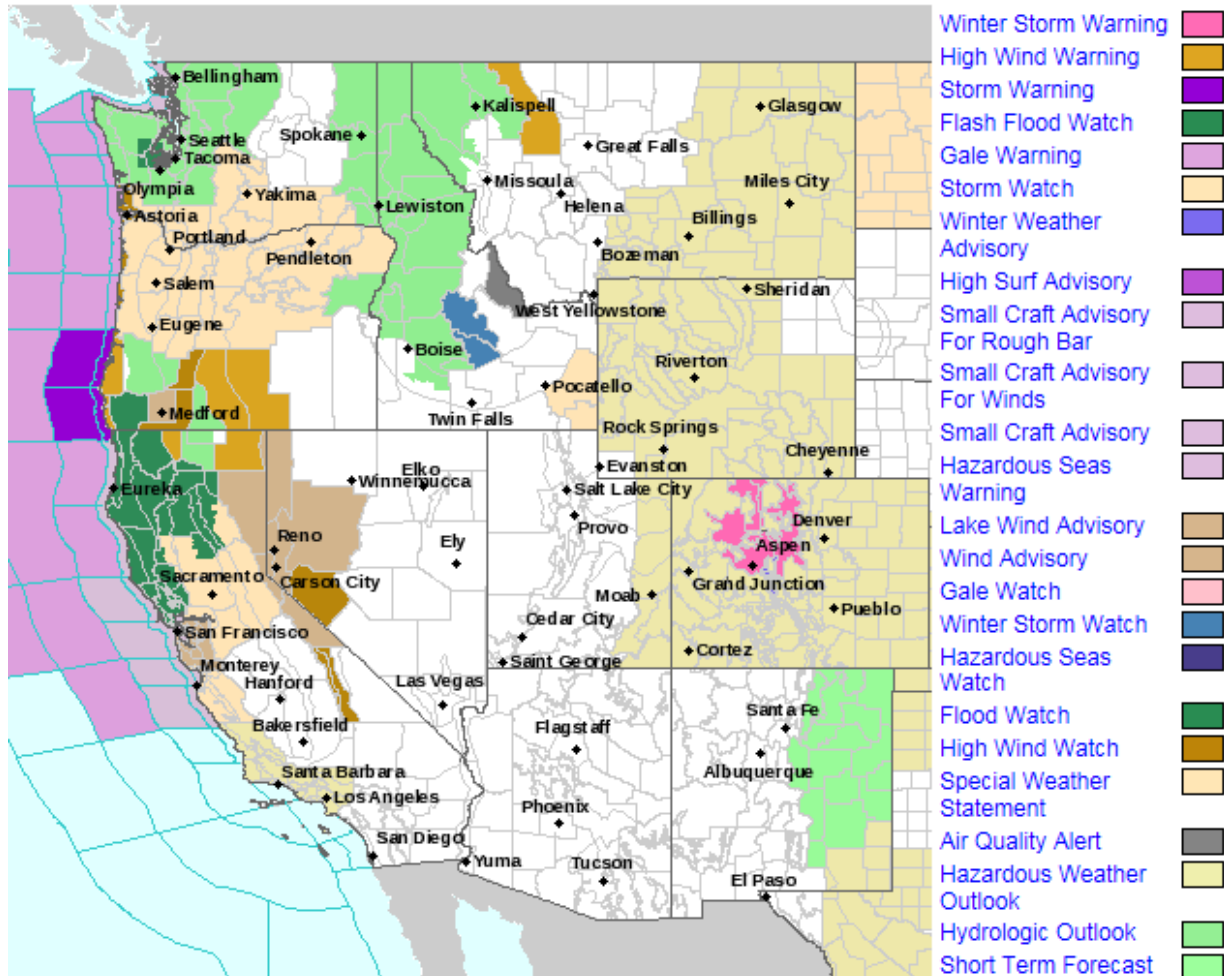 Bellingham
Seattle
Tacoma
Olympia
Spokane
Kalispell
Glasgow
Great Falls
Missoula
Miles City
Yakima
Lewiston
Helena
Astoria
Portland
Pendleton
Billings
Bozeman
Salem
Sheridan
West Yellowstone
Eugene
Boise
Riverton
Pocatello
Medford
Twin Falls
Rock Springs
Cheyenne
Evanston
Elko
Winnemucca
Eureka
Salt Lake City
Provo
Denver
Reno
Ely
Aspen
Sacramento
Carson City
Grand Junction
Moab
Pueblo
Cedar City
San Francisco
Cortez
Saint George
Monterey
Hanford
Las Vegas
Bakersfield
Flagstaff
Santa Fe
Albuquerque
Santa Barbara
Los Angeles
Phoenix
San Diego
Yuma
Tucson
El Paso
Winter Storm Warning
High Wind Warning
Storm Warning
Flash Flood Watch
Gale Warning
Storm Watch
Winter Weather
Advisory
High Surf Advisory
Small Craft Advisory
For Rough Bar
Small Craft Advisory
For Winds
Small Craft Advisory
Hazardous Seas
Warning
Lake Wind Advisory
Wind Advisory
Gale Watch
Winter Storm Watch
Hazardous Seas
Watch
Flood Watch
High Wind Watch
Special Weather
Statement
Air Quality Alert
Hazardous Weather
Outlook
Hydrologic Outlook
Short Term Forecast